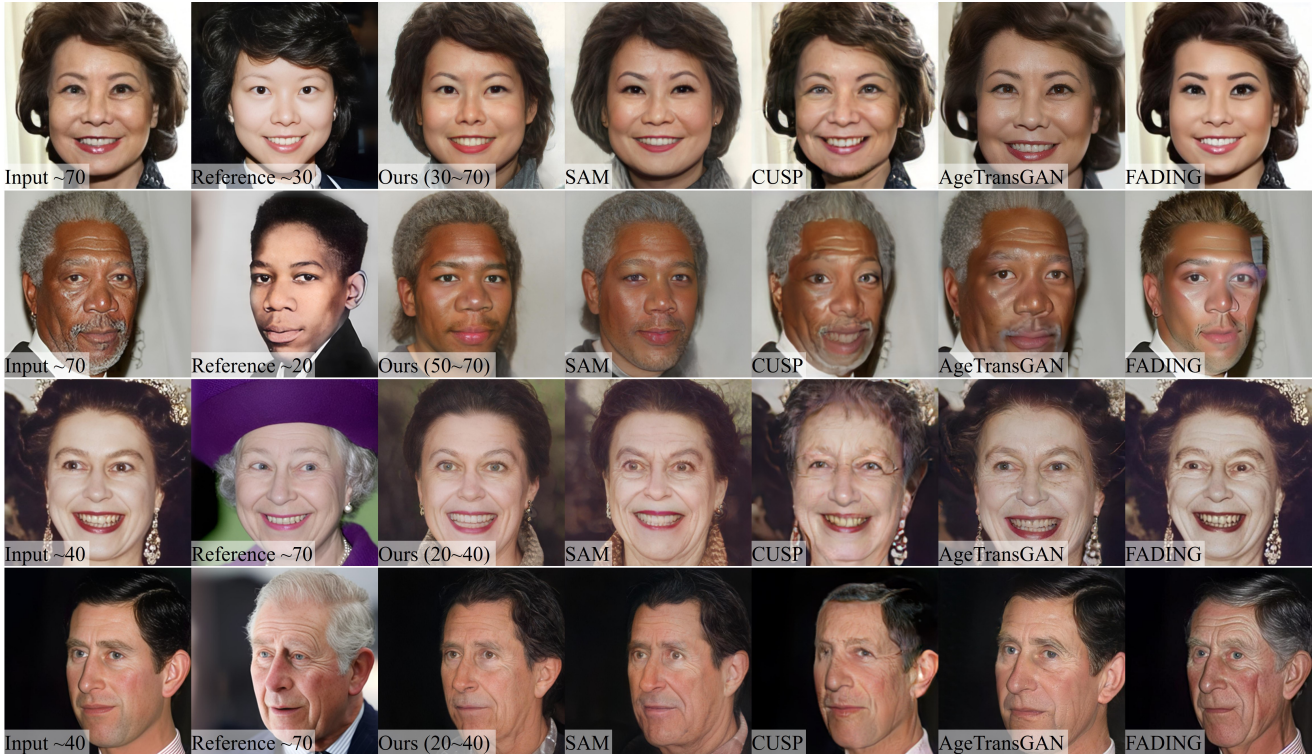 Input ~70
Reference ~30
Ours (30~70)
SAM
CUSP
AgeTransGAN
FADING
Input ~70
Reference ~20
Ours (50~70)
SAM
CUSP
AgeTransGAN
FADING
Input ~40
Reference ~70
Ours (20~40)
SAM
CUSP
AgeTransGAN
FADING
Input ~40
Reference ~70
Ours (20~40)
SAM
CUSP
AgeTransGAN
FADING